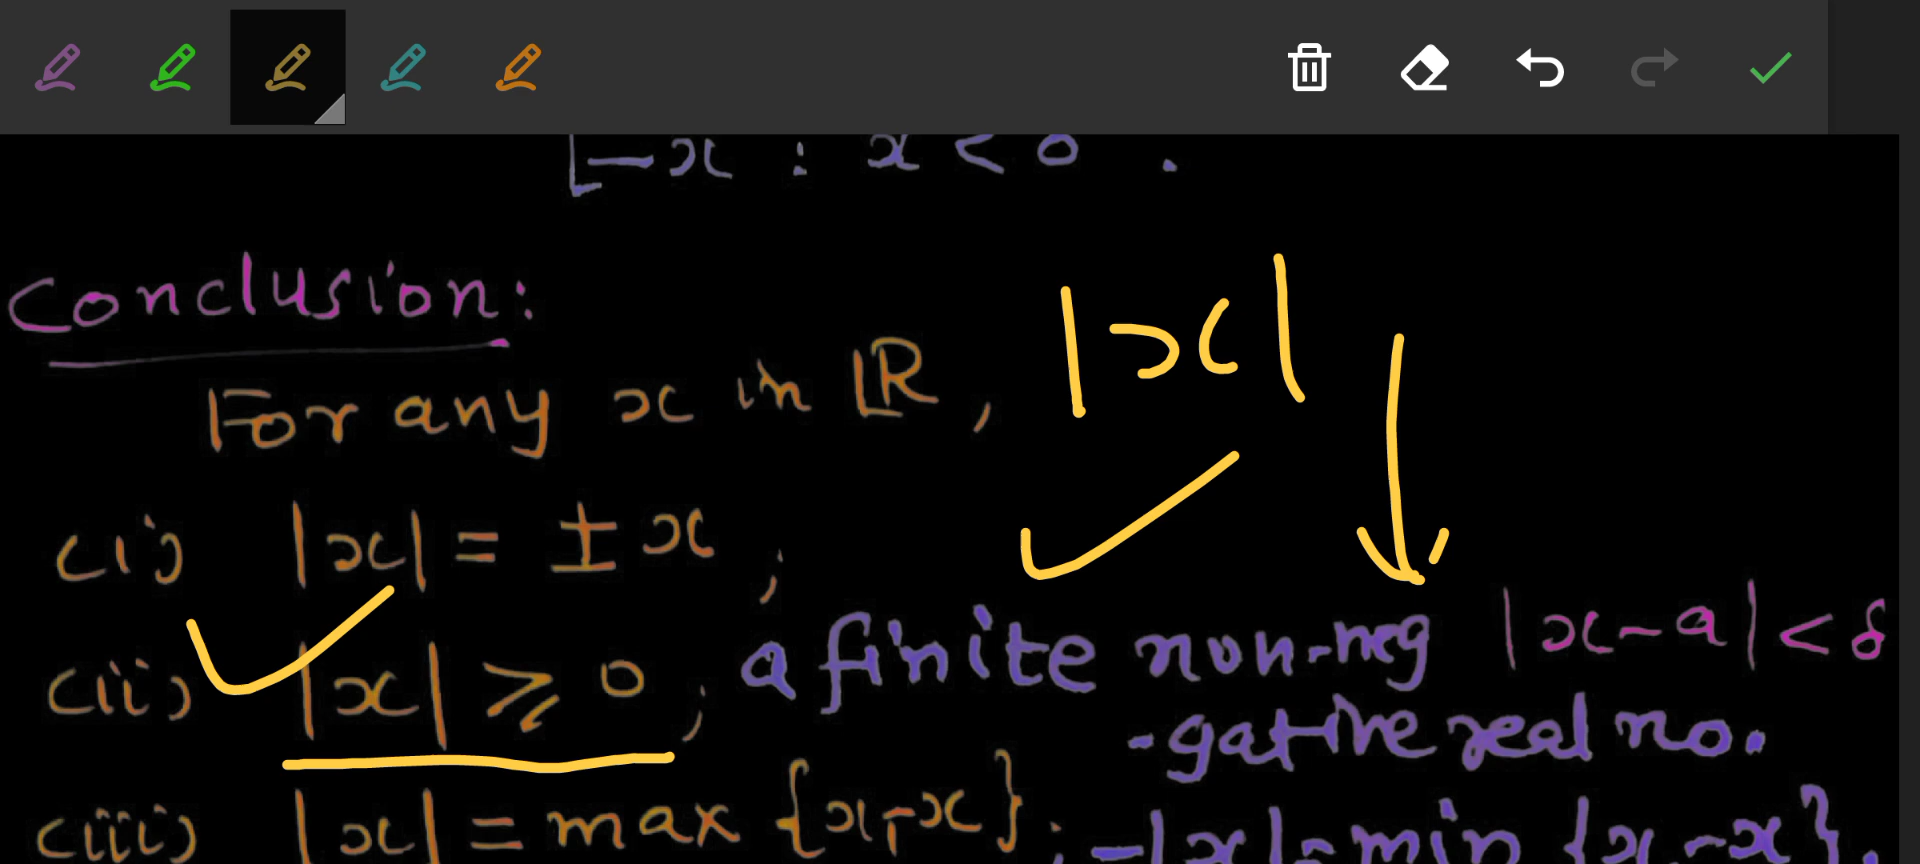 [-x : x < 0 .
Conclusion:
For any x in ℝ, |x|
(i) |x| = ± x ;
(ii) |x| ⩾ 0 ; a finite non-neg |x-a| < δ
-gative real no.
(iii) |x| = max {x,-x}. -|x| = min {x,-x}.